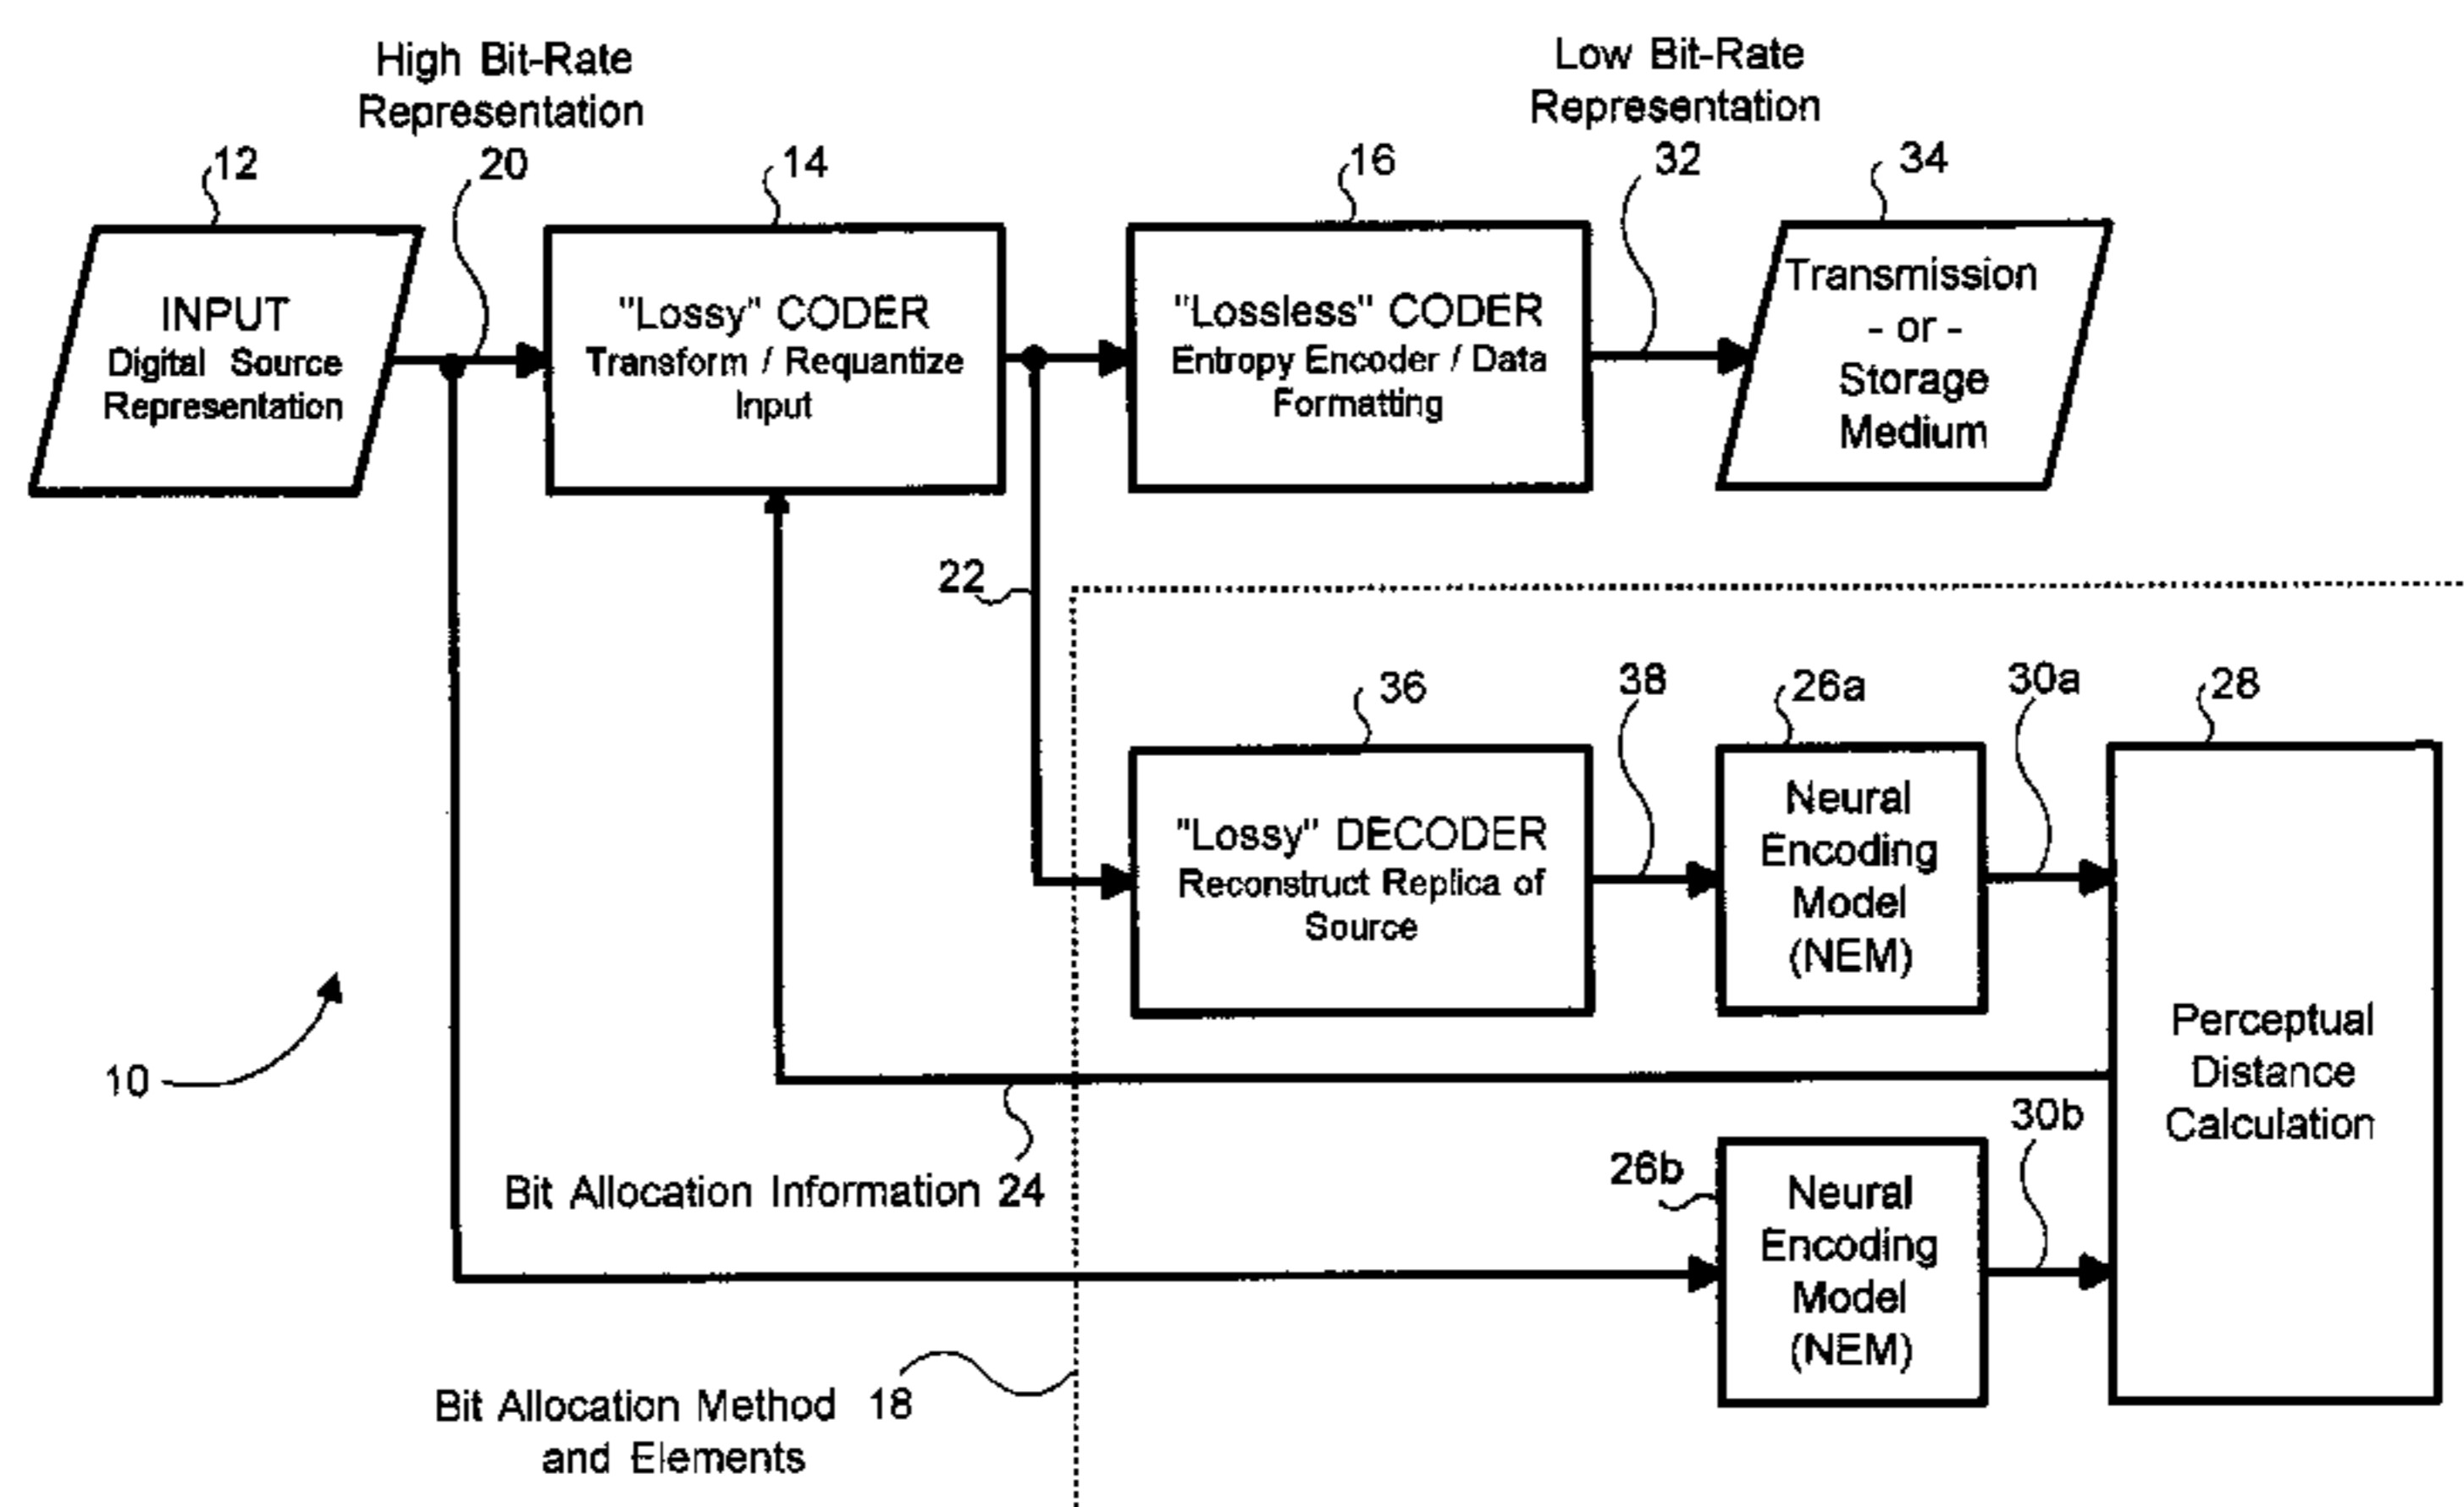 High Bit-Rate
Representation
20
Low Bit-Rate
Representation
32
12
14
16
34
INPUT
Digital Source
Representation
"Lossy" CODER
Transform / Requantize
Input
"Lossless" CODER
Entropy Encoder / Data
Formatting
Transmission
- or -
Storage
Medium
22
36
38
26a
30a
28
"Lossy" DECODER
Reconstruct Replica of
Source
Neural
Encoding
Model
(NEM)
Perceptual
Distance
Calculation
10
Bit Allocation Information 24
26b
30b
Neural
Encoding
Model
(NEM)
Bit Allocation Method 18
and Elements